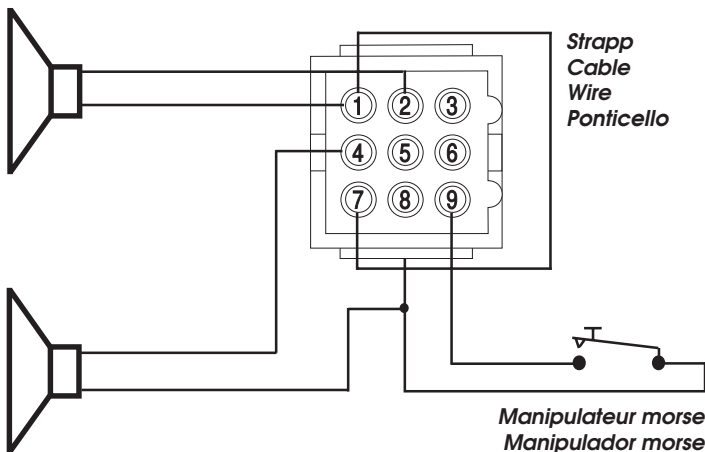 Strapp
Cable
Wire
Ponticello
1 2 3
4 5 6
7 8 9
Manipulateur morse
Manipulador morse